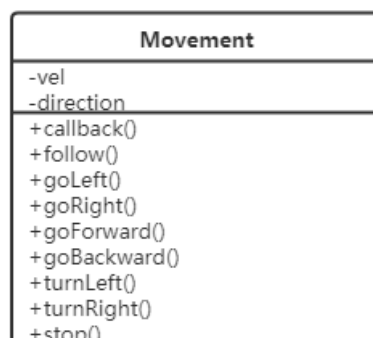 Movement
-vel
-direction
+callback()
+follow()
+goLeft()
+goRight()
+goForward()
+goBackward()
+turnLeft()
+turnRight()
+stop()